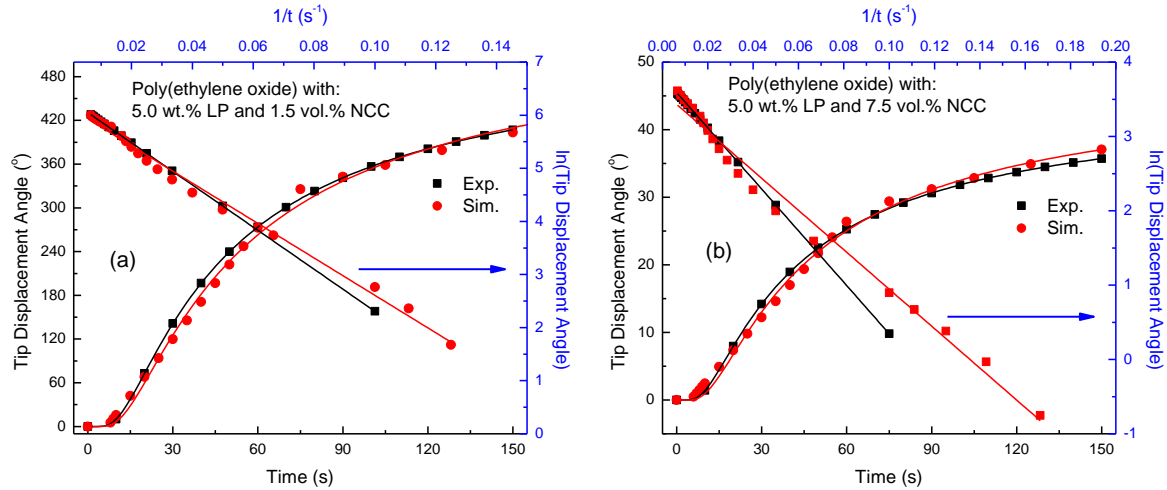 1/t (s⁻¹)
0.02 0.04 0.06 0.08 0.10 0.12 0.14
480
420
360
300
240
180
120
60
0
Tip Displacement Angle (°)
Poly(ethylene oxide) with:
5.0 wt.% LP and 1.5 vol.% NCC
Exp.
Sim.
(a)
7
6
5
4
3
2
1
0
ln(Tip Displacement Angle)
0 30 60 90 120 150
Time (s)
1/t (s⁻¹)
0.00 0.02 0.04 0.06 0.08 0.10 0.12 0.14 0.16 0.18 0.20
50
40
30
20
10
0
Tip Displacement Angle (°)
Poly(ethylene oxide) with:
5.0 wt.% LP and 7.5 vol.% NCC
Exp.
Sim.
(b)
4
3
2
1
0
-1
ln(Tip Displacement Angle)
0 15 30 45 60 75 90 105 120 135 150
Time (s)